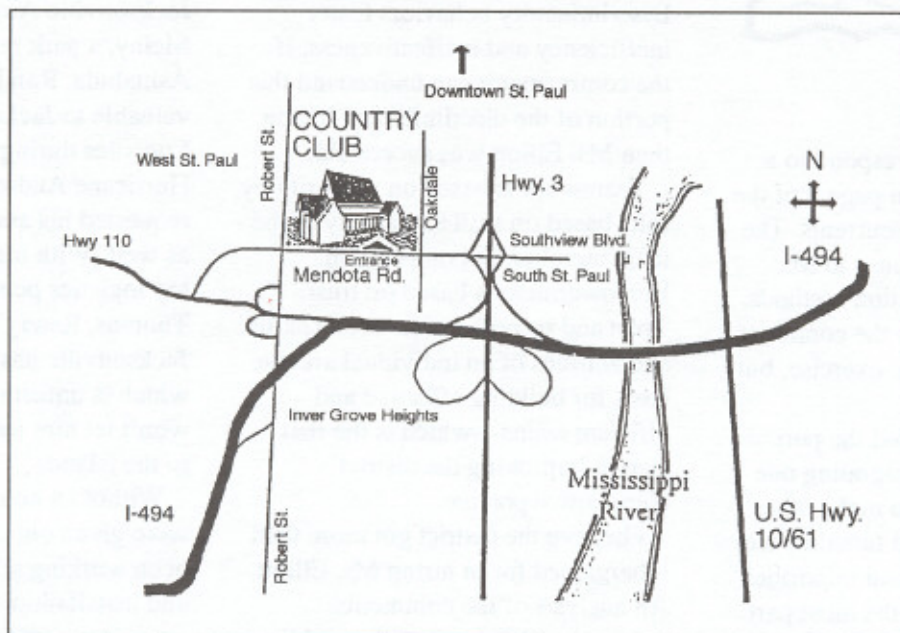 Downtown St. Paul
COUNTRY
CLUB
Robert St.
West St. Paul
Oakdale
Hwy. 3
N
Hwy 110
Entrance
Mendota Rd.
Southview Blvd.
South St. Paul
I-494
Inver Grove Heights
Mississippi
River
I-494
Robert St.
U.S. Hwy.
10/61